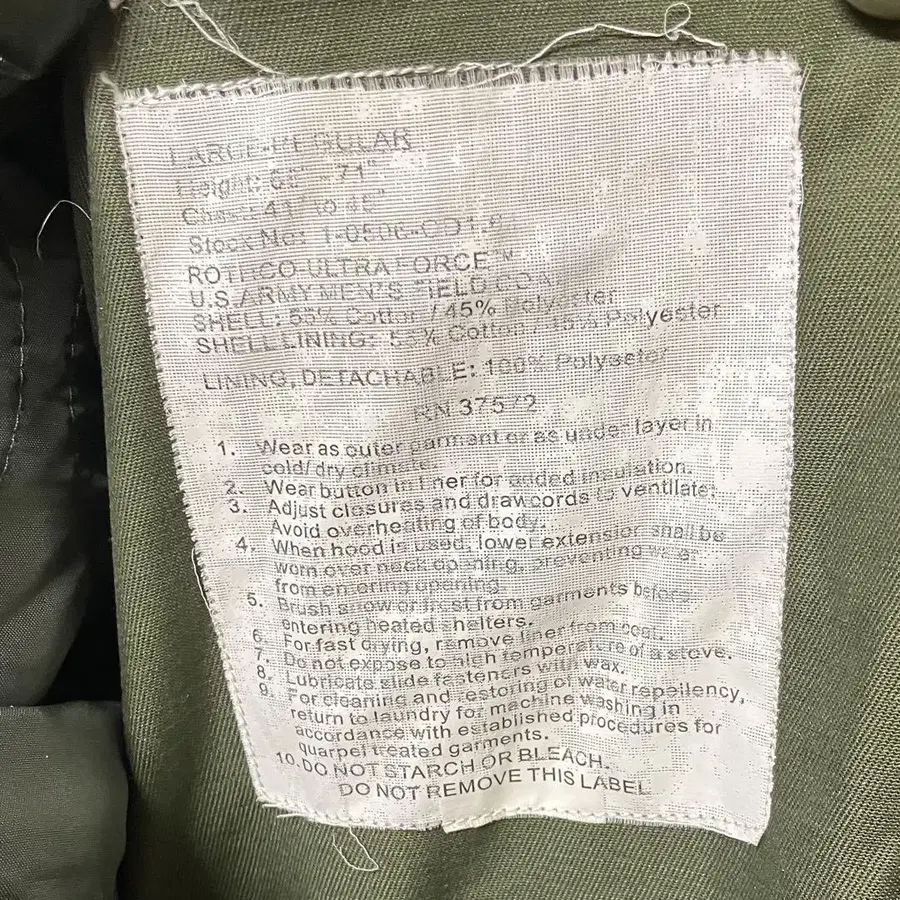 LARGE-REGULAR
Height: - 71"
Chest: 41" to 45"
Stock No:
ROTHCO-ULTRA FORCE™
U.S. ARMY MEN'S FIELD COAT
SHELL: 55% Cotton / 45% Polyester
SHELL LINING: 55% Cotton / 45% Polyester
LINING, DETACHABLE: 100% Polyester
RN 37572
1. Wear as outer garment or as under layer in
cold/dry climate.
2. Wear button in liner for added insulation.
3. Adjust closures and drawcords to ventilate.
Avoid overheating of body.
4. When hood is used, lower extension shall be
worn over neck opening, preventing water
from entering opening.
5. Brush snow or frost from garments before
entering heated shelters.
6. For fast drying, remove liner from coat.
7. Do not expose to high temperature of a stove.
8. Lubricate slide fasteners with wax.
9. For cleaning and restoring of water repellency,
return to laundry for machine washing in
accordance with established procedures for
quarpel treated garments.
10. DO NOT STARCH OR BLEACH.
DO NOT REMOVE THIS LABEL